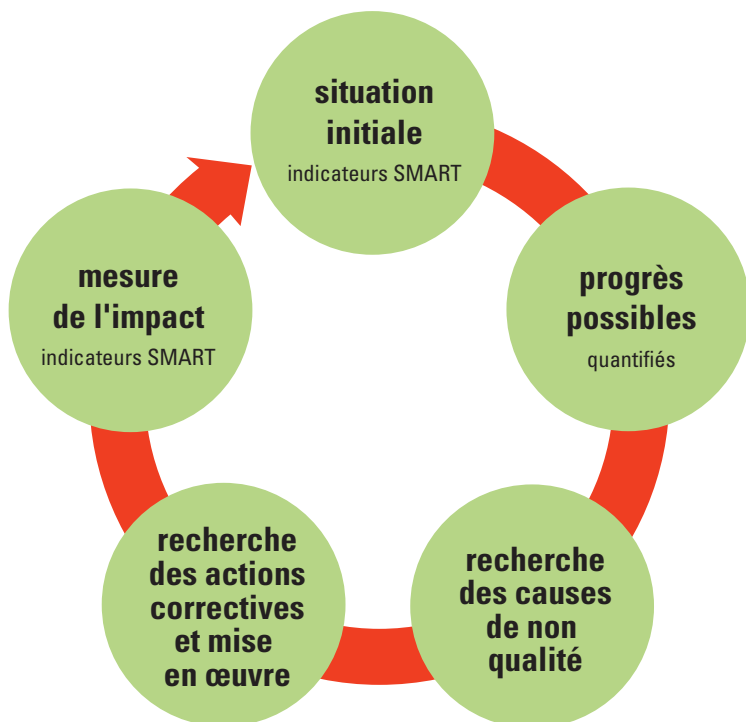 situation
initiale
indicateurs SMART
progrès
possibles
quantifiés
recherche
des causes
de non
qualité
recherche
des actions
correctives
et mise
en œuvre
mesure
de l'impact
indicateurs SMART